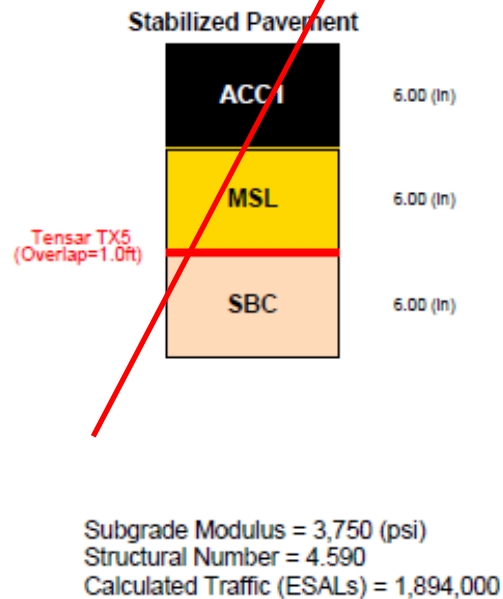 Stabilized Pavement
ACC1
6.00 (in)
MSL
6.00 (in)
Tensar TX5
(Overlap=1.0ft)
SBC
6.00 (in)
Subgrade Modulus = 3,750 (psi)
Structural Number = 4.590
Calculated Traffic (ESALs) = 1,894,000